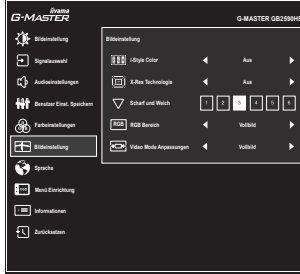 iiyama
G-MASTER
G-MASTER GB2590HS
Bildeinstellung
Signalauswahl
Audioeinstellungen
Benutzer Einst. Speichern
Farbeinstellungen
Bildeinstellung
Sprache
Menü Einrichtung
Informationen
Zurücksetzen
Bildeinstellung
i-Style Color Aus
X-Res Technologie Aus
Scharf und Weich 1 2 3 4 5 6
RGB RGB Bereich Vollbild
Video Mode Anpassungen Vollbild